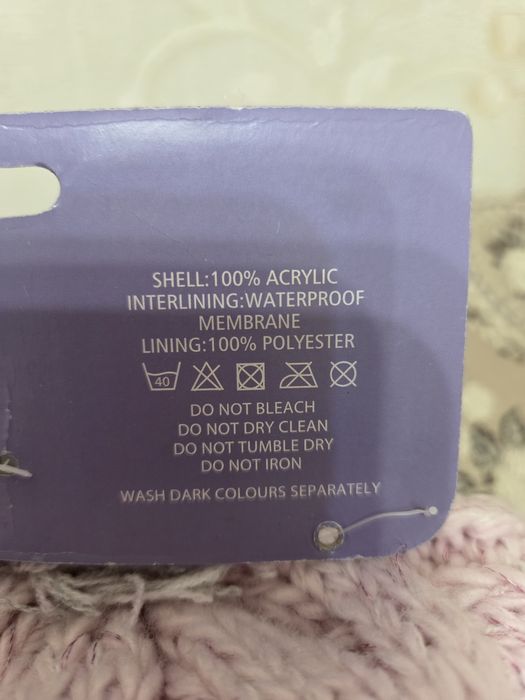 SHELL:100% ACRYLIC
INTERLINING:WATERPROOF
MEMBRANE
LINING:100% POLYESTER
40
DO NOT BLEACH
DO NOT DRY CLEAN
DO NOT TUMBLE DRY
DO NOT IRON
WASH DARK COLOURS SEPARATELY